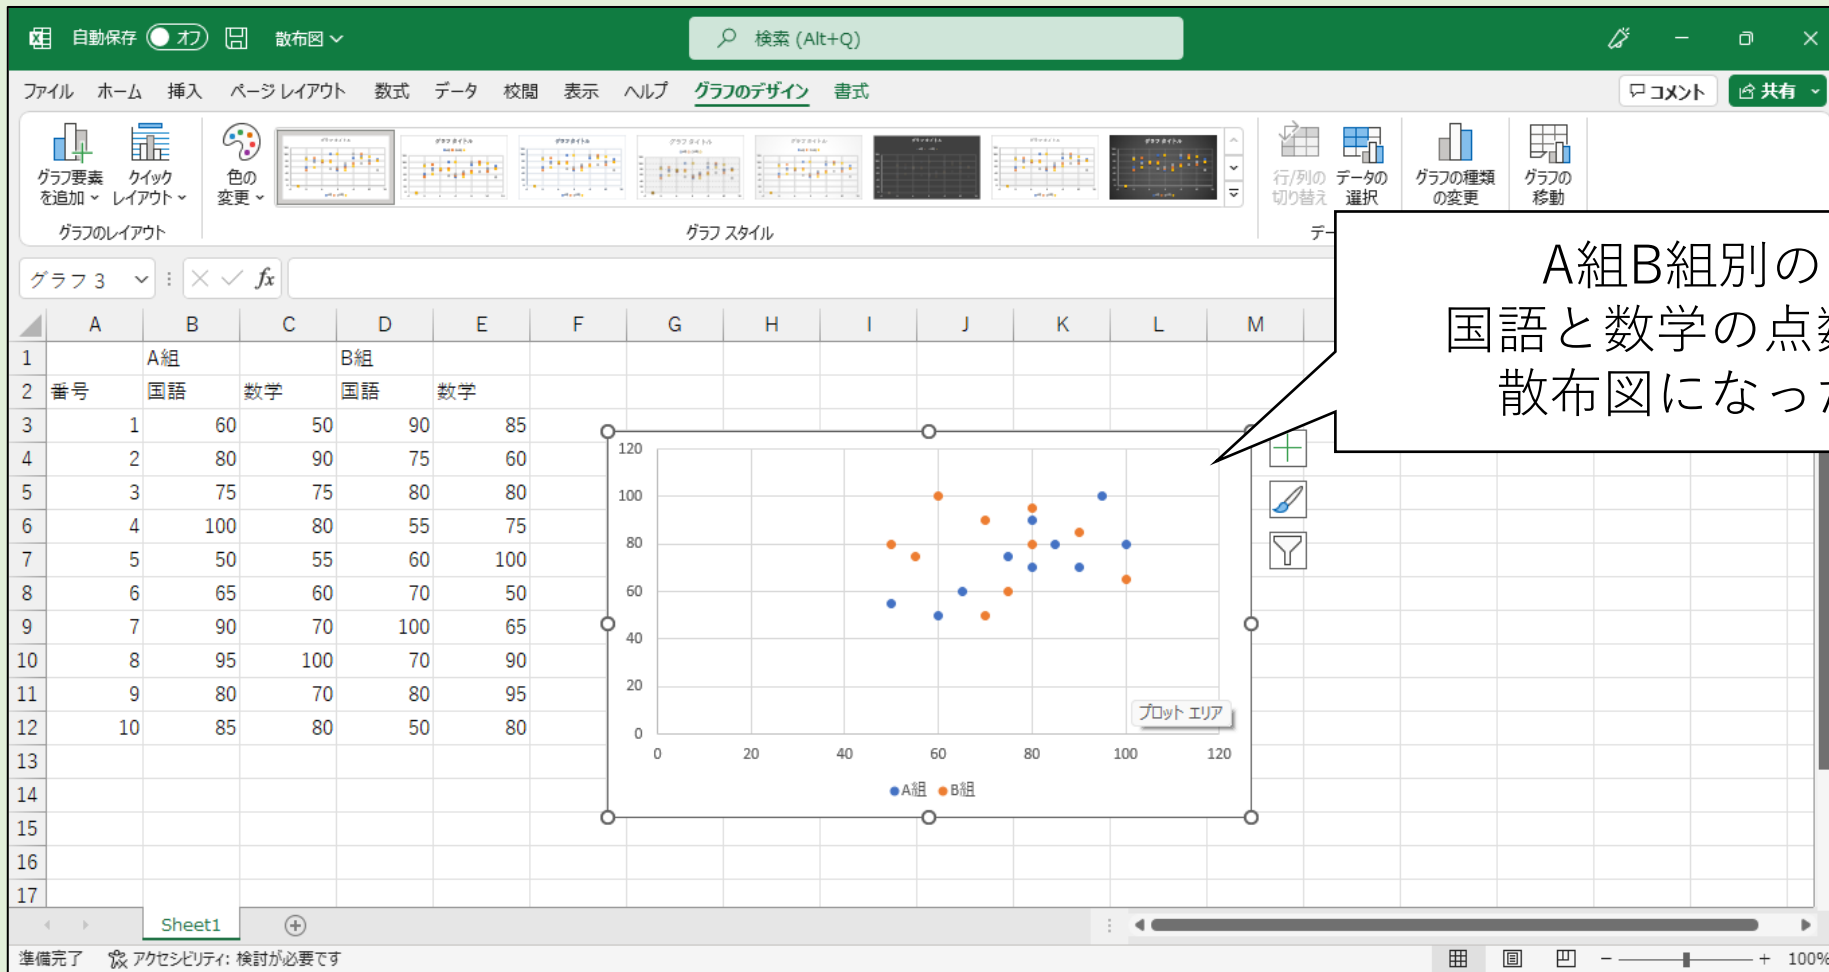 自動保存 オフ 散布図 検索 (Alt+Q)
ファイル ホーム 挿入 ページ レイアウト 数式 データ 校閲 表示 ヘルプ グラフのデザイン 書式 コメント 共有
グラフ要素
を追加
クイック
レイアウト
色の
変更
行/列の
切り替え
データの
選択
グラフの種類
の変更
グラフの
移動
グラフのレイアウト グラフ スタイル デー
A組B組別の
国語と数学の点数
散布図になった
グラフ 3 fx
A B C D E F G H I J K L M
1 A組 B組
2 番号 国語 数学 国語 数学
3 1 60 50 90 85
4 2 80 90 75 60
5 3 75 75 80 80
6 4 100 80 55 75
7 5 50 55 60 100
8 6 65 60 70 50
9 7 90 70 100 65
10 8 95 100 70 90
11 9 80 70 80 95
12 10 85 80 50 80
13
14
15
16
17
120
100
80
60
40
20
0
0 20 40 60 80 100 120
プロット エリア
A組 B組
Sheet1
準備完了 アクセシビリティ: 検討が必要です 100%